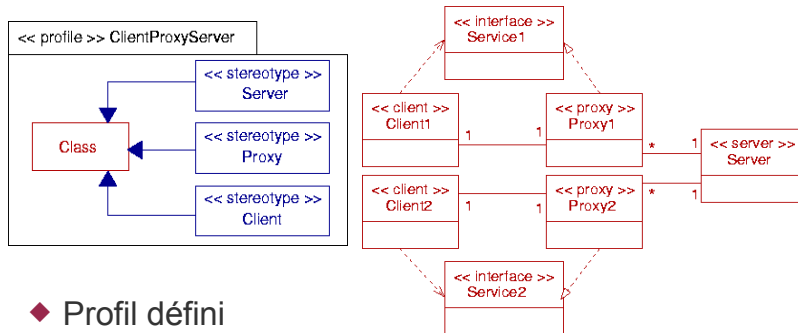 << profile >> ClientProxyServer
<< stereotype >>
Server
<< stereotype >>
Proxy
<< stereotype >>
Client
Class
<< interface >>
Service1
<< client >>
Client1
<< proxy >>
Proxy1
1
1
*
1
<< server >>
Server
<< client >>
Client2
<< proxy >>
Proxy2
1
1
*
1
<< interface >>
Service2
Profil défini